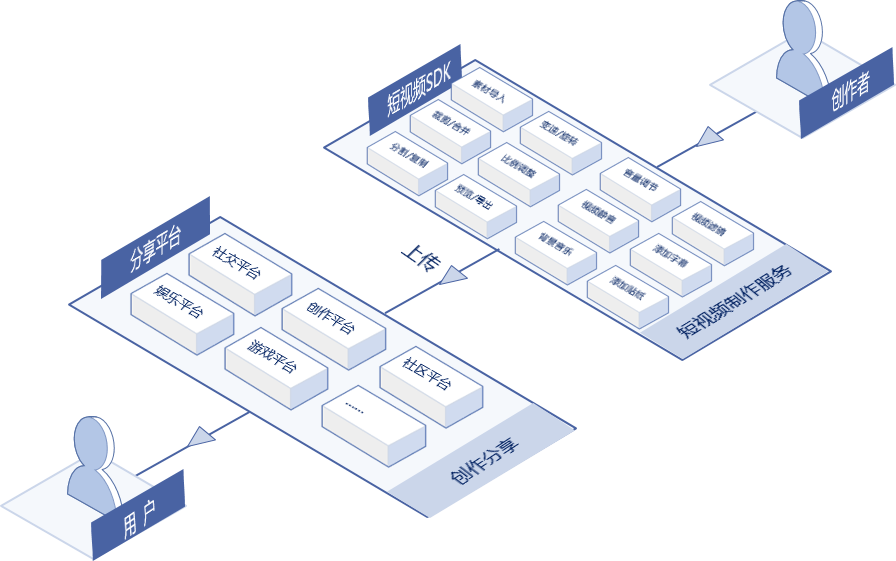 创作者
短视频SDK
素材导入
裁剪/合并
变速/旋转
分割/复制
比例调整
音量调节
预览/导出
视频静音
视频滤镜
背景音乐
添加字幕
添加贴纸
短视频制作服务
上传
分享平台
社交平台
娱乐平台
创作平台
游戏平台
社区平台
......
创作分享
用户